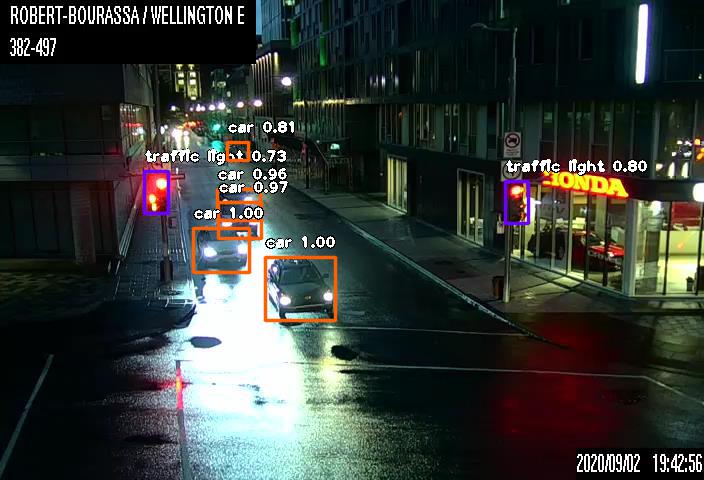 ROBERT-BOURASSA / WELLINGTON E
382-497
car 0.81
traffic light 0.73
car 0.96
car 0.97
car 1.00
car 1.00
traffic light 0.80
HONDA
2020/09/02 19:42:56